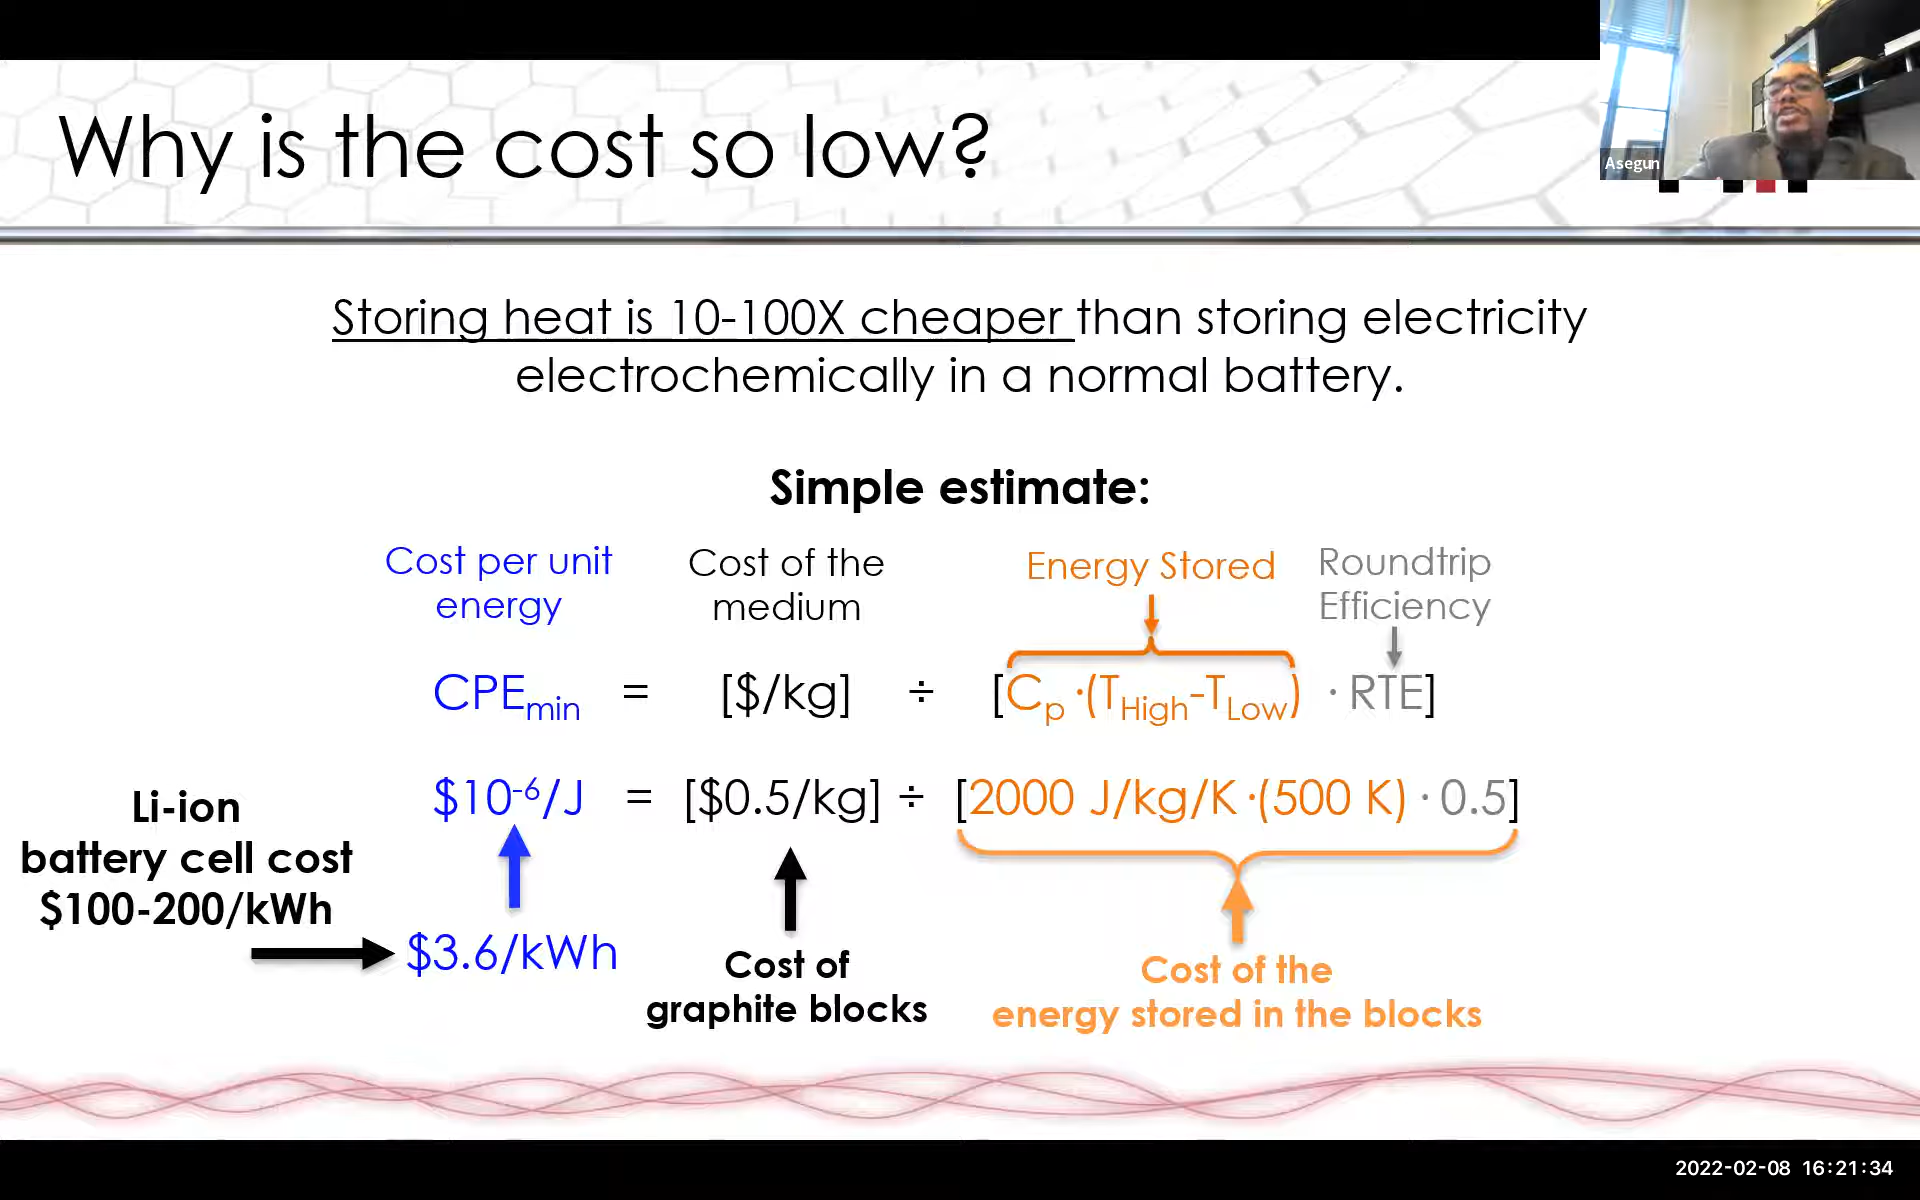 Why is the cost so low?
Asegun
Storing heat is 10-100X cheaper than storing electricity
electrochemically in a normal battery.
Simple estimate:
Cost per unit
energy
Cost of the
medium
Energy Stored
Roundtrip
Efficiency
CPEmin = [$/kg] ÷ [Cp ·(THigh-TLow) · RTE]
$10-6/J = [$0.5/kg] ÷ [2000 J/kg/K ·(500 K) · 0.5]
Li-ion
battery cell cost
$100-200/kWh
$3.6/kWh
Cost of
graphite blocks
Cost of the
energy stored in the blocks
2022-02-08 16:21:34